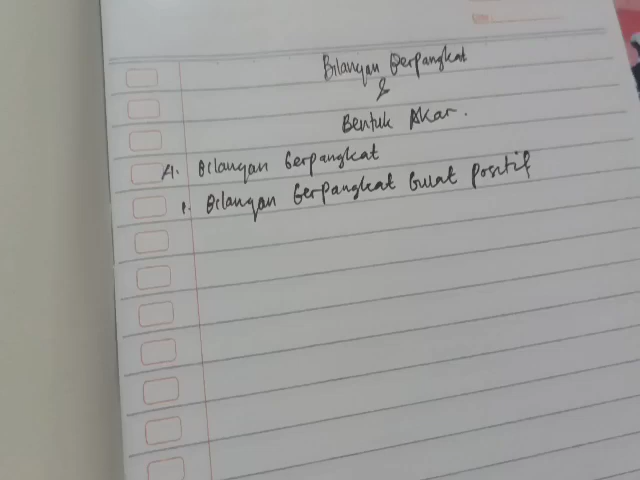 Bilangan Berpangkat
&
Bentuk Akar.
A. Bilangan berpangkat
1. Bilangan berpangkat bulat positif